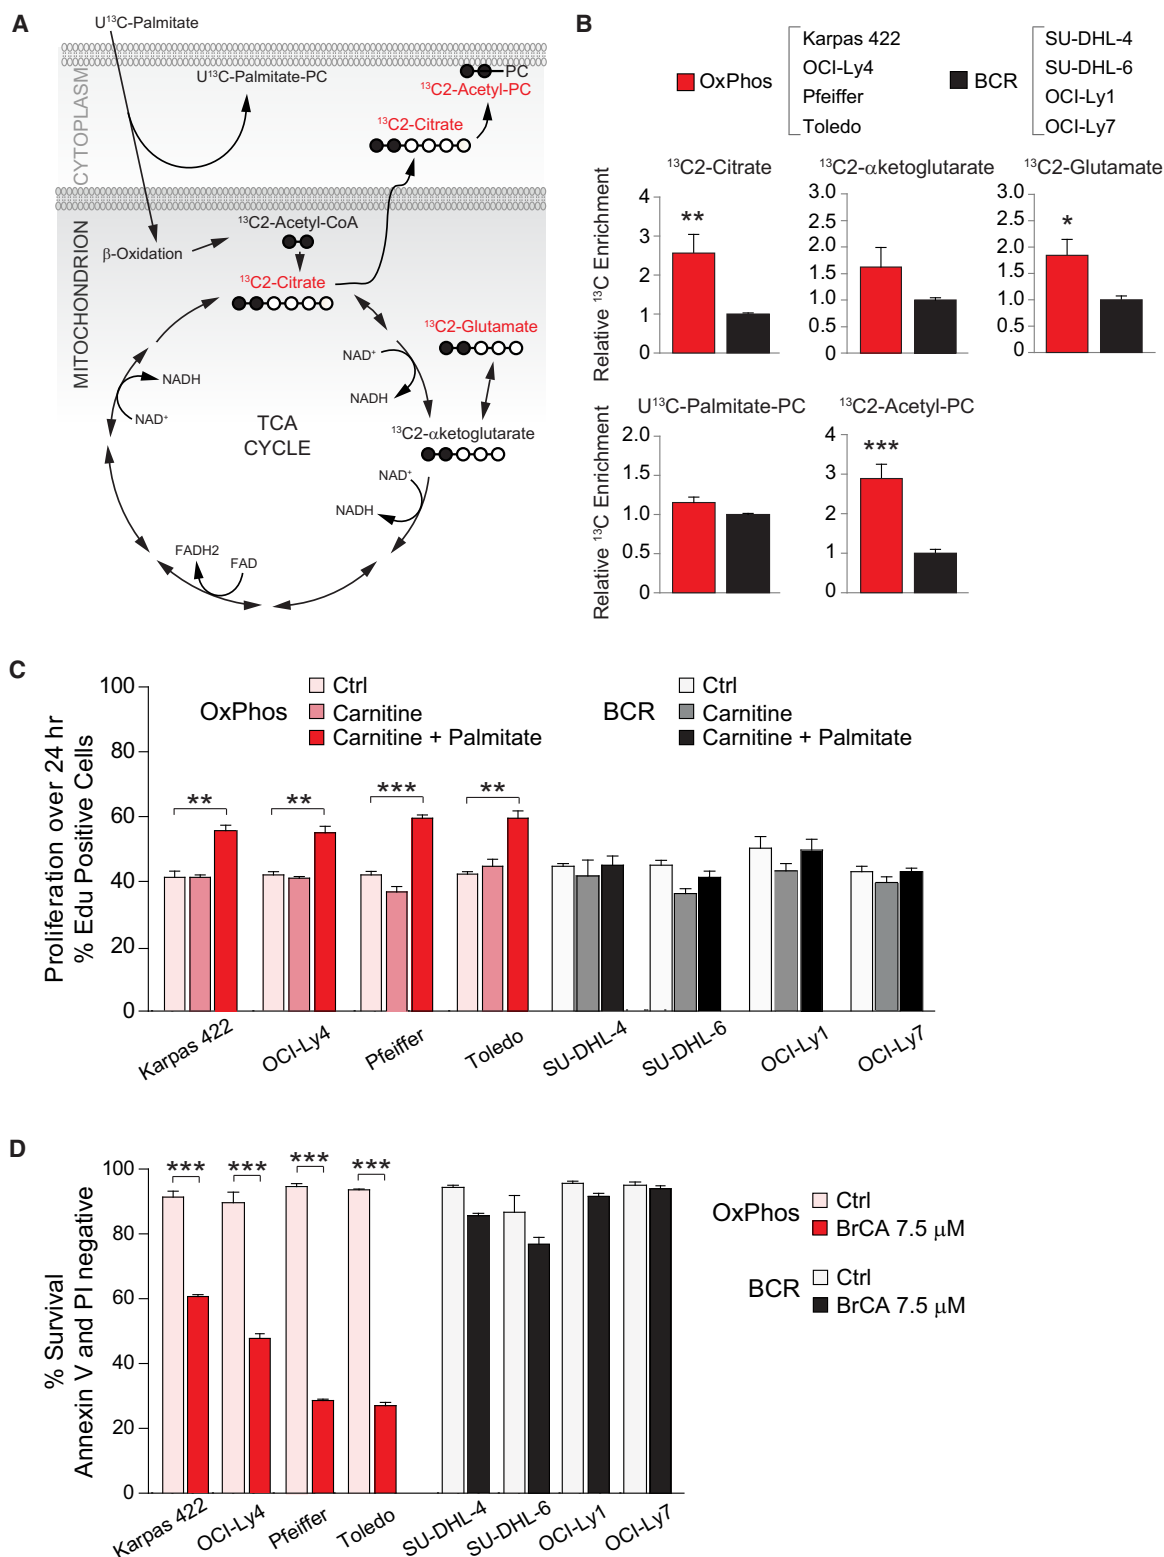 A
U¹³C-Palmitate
CYTOPLASM
U¹³C-Palmitate-PC
PC
¹³C2-Acetyl-PC
¹³C2-Citrate
MITOCHONDRION
¹³C2-Acetyl-CoA
β-Oxidation
¹³C2-Citrate
¹³C2-Glutamate
NAD⁺
NADH
NADH
NAD⁺
TCA
CYCLE
¹³C2-αketoglutarate
NAD⁺
NADH
FADH2
FAD
B
OxPhos
Karpas 422
OCI-Ly4
Pfeiffer
Toledo
BCR
SU-DHL-4
SU-DHL-6
OCI-Ly1
OCI-Ly7
Relative ¹³C Enrichment
¹³C2-Citrate
4
3
2
1
0
**
¹³C2-αketoglutarate
3.0
2.5
2.0
1.5
1.0
0.5
0
¹³C2-Glutamate
3.0
2.5
2.0
1.5
1.0
0.5
0
*
Relative ¹³C Enrichment
U¹³C-Palmitate-PC
2.0
1.5
1.0
0.5
0
¹³C2-Acetyl-PC
4
3
2
1
0
***
C
Proliferation over 24 hr
% Edu Positive Cells
100
80
60
40
20
0
OxPhos
Ctrl
Carnitine
Carnitine + Palmitate
BCR
Ctrl
Carnitine
Carnitine + Palmitate
** ** *** **
Karpas 422 OCI-Ly4 Pfeiffer Toledo SU-DHL-4 SU-DHL-6 OCI-Ly1 OCI-Ly7
D
% Survival
Annexin V and PI negative
100
80
60
40
20
0
*** *** *** ***
OxPhos
Ctrl
BrCA 7.5 μM
BCR
Ctrl
BrCA 7.5 μM
Karpas 422 OCI-Ly4 Pfeiffer Toledo SU-DHL-4 SU-DHL-6 OCI-Ly1 OCI-Ly7